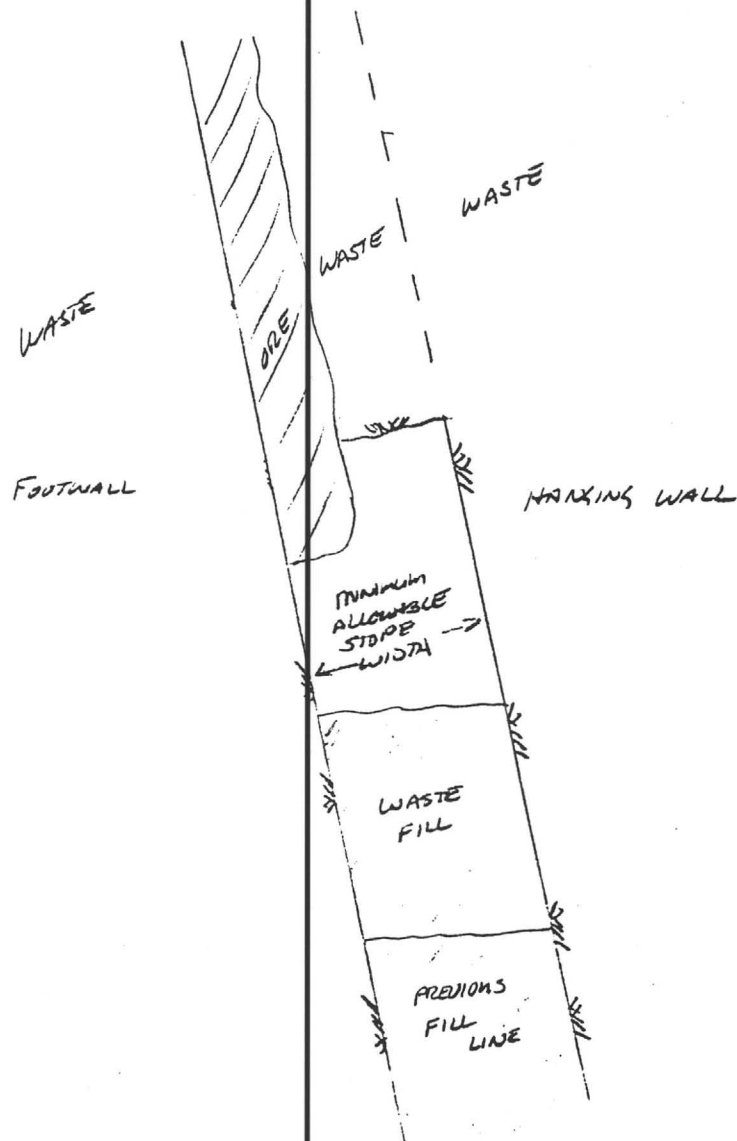 WASTE
WASTE
WASTE
ORE
FOOTWALL
HANGING WALL
MINIMUM
ALLOWABLE
STOPE
WIDTH
WASTE
FILL
PREVIOUS
FILL
LINE